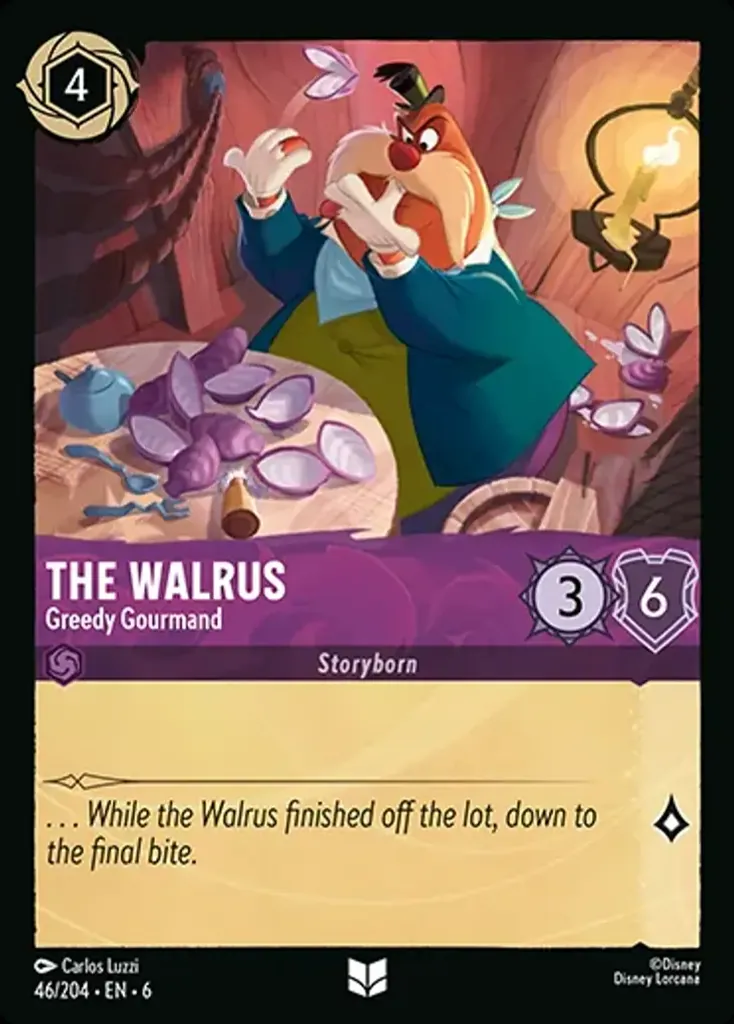 4
THE WALRUS
Greedy Gourmand
3
6
Storyborn
. . . While the Walrus finished off the lot, down to
the final bite.
Carlos Luzzi
46/204 • EN • 6
©Disney
Disney Lorcana